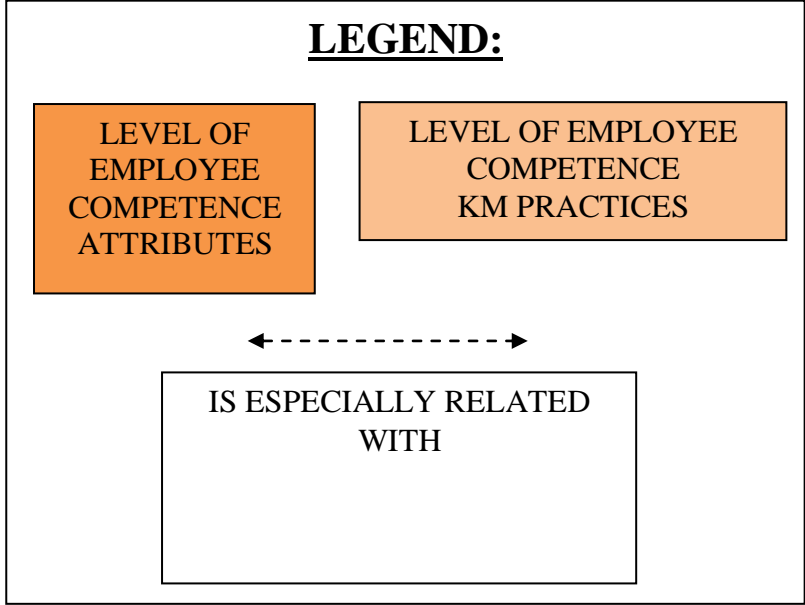 LEGEND:
LEVEL OF
EMPLOYEE
COMPETENCE
ATTRIBUTES
LEVEL OF EMPLOYEE
COMPETENCE
KM PRACTICES
IS ESPECIALLY RELATED
WITH